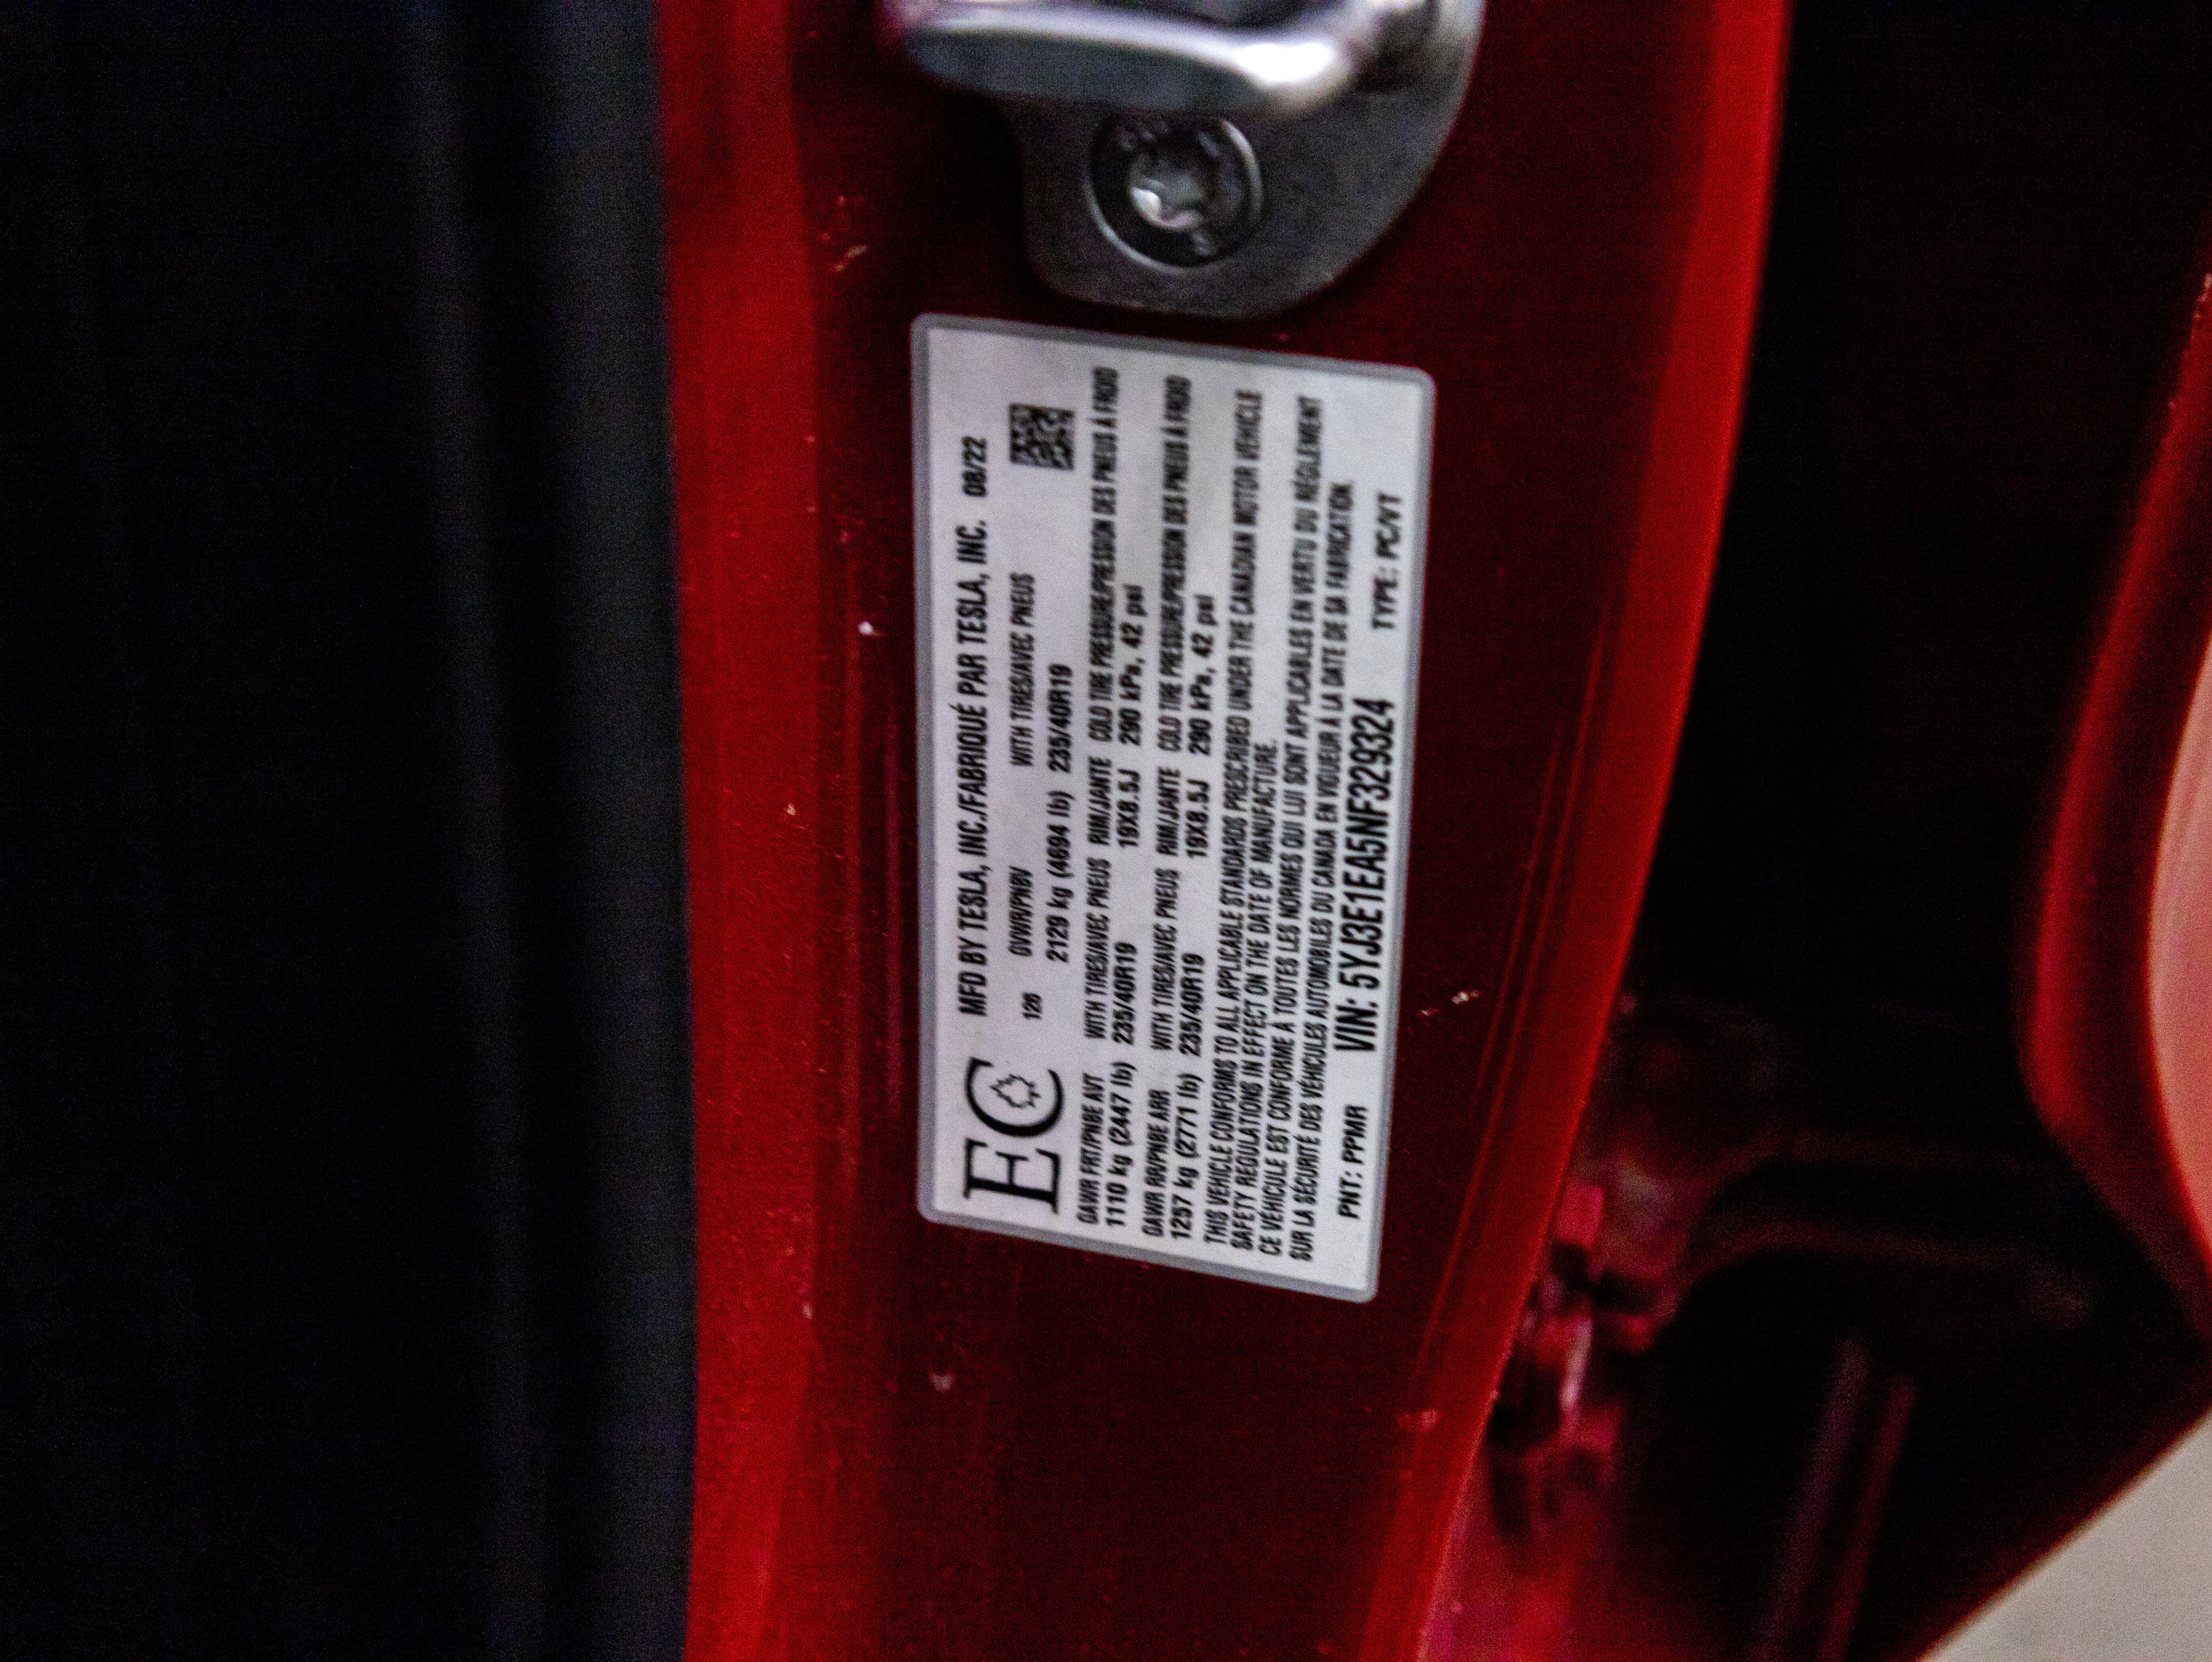 EC MFD BY TESLA, INC./FABRIQUÉ PAR TESLA, INC. 08/22
126 GVWR/PNBV WITH TIRES/AVEC PNEUS
2129 kg (4694 lb) 235/40R19
GAWR FRT/PNBE AVT WITH TIRES/AVEC PNEUS RIM/JANTE COLD TIRE PRESSURE/PRESSION DES PNEUS À FROID
1110 kg (2447 lb) 235/40R19 19X8.5J 290 kPa, 42 psi
GAWR RR/PNBE ARR WITH TIRES/AVEC PNEUS RIM/JANTE COLD TIRE PRESSURE/PRESSION DES PNEUS À FROID
1257 kg (2771 lb) 235/40R19 19X8.5J 290 kPa, 42 psi
THIS VEHICLE CONFORMS TO ALL APPLICABLE STANDARDS PRESCRIBED UNDER THE CANADIAN MOTOR VEHICLE
SAFETY REGULATIONS IN EFFECT ON THE DATE OF MANUFACTURE.
CE VÉHICULE EST CONFORME À TOUTES LES NORMES QUI LUI SONT APPLICABLES EN VERTU DU RÈGLEMENT
SUR LA SÉCURITÉ DES VÉHICULES AUTOMOBILES DU CANADA EN VIGUEUR À LA DATE DE SA FABRICATION.
PNT: PPMR VIN: 5YJ3E1EA5NF329324 TYPE: PC/VT